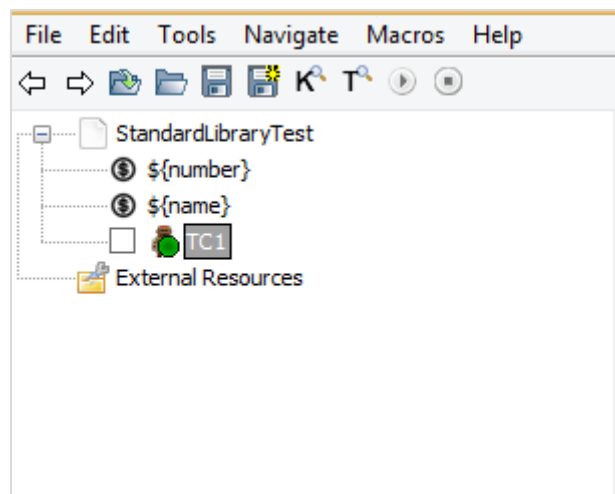 File Edit Tools Navigate Macros Help
K T
StandardLibraryTest
${number}
${name}
TC1
External Resources